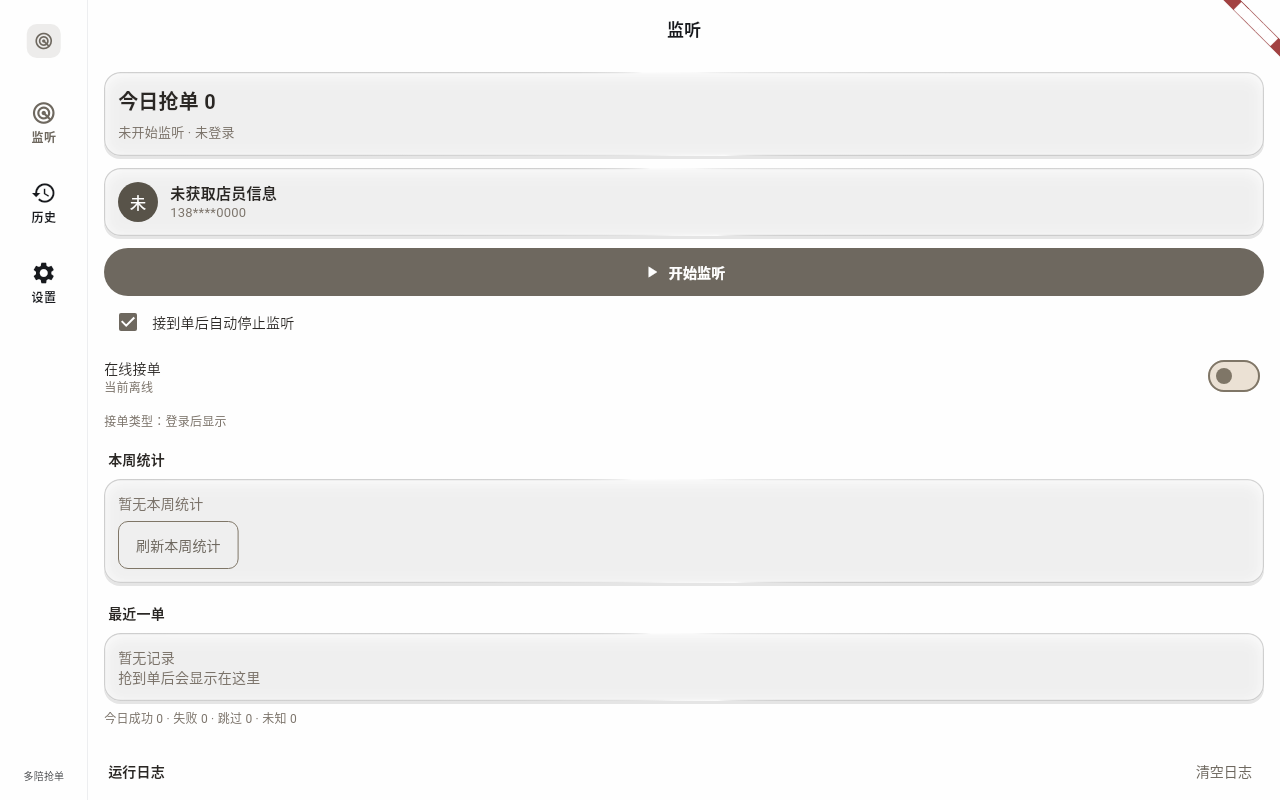 监听
监听
历史
设置
多陪抢单
今日抢单 0
未开始监听 · 未登录
未
未获取店员信息
138****0000
开始监听
接到单后自动停止监听
在线接单
当前离线
接单类型：登录后显示
本周统计
暂无本周统计
刷新本周统计
最近一单
暂无记录
抢到单后会显示在这里
今日成功 0 · 失败 0 · 跳过 0 · 未知 0
运行日志
清空日志